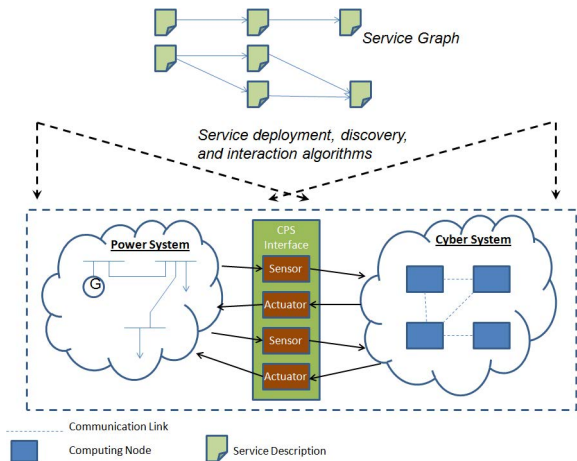 Service Graph
Service deployment, discovery,
and interaction algorithms
Power System
CPS
Interface
Cyber System
G
Sensor
Actuator
Sensor
Actuator
Communication Link
Computing Node
Service Description